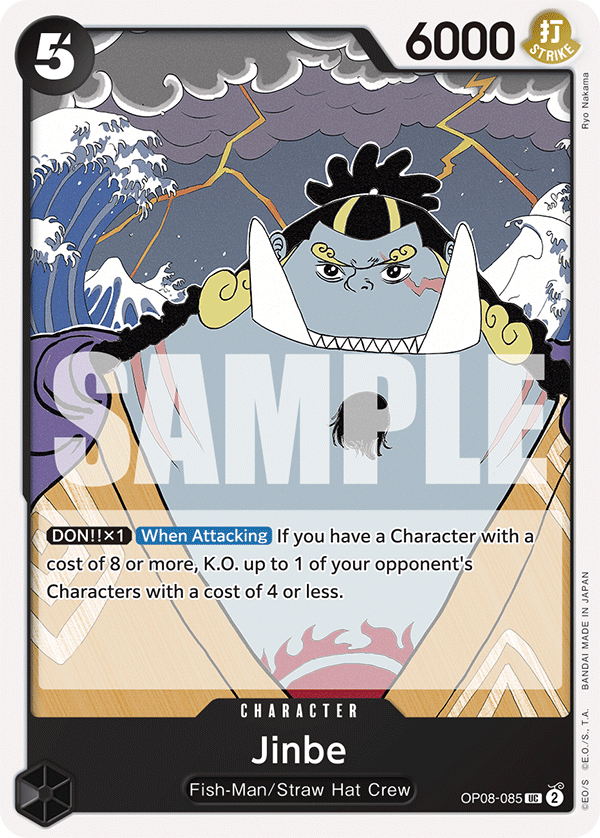 5
6000
打
STRIKE
Ryo Nakama
SAMPLE
DON!!×1 When Attacking If you have a Character with a
cost of 8 or more, K.O. up to 1 of your opponent's
Characters with a cost of 4 or less.
BANDAI MADE IN JAPAN
©E.O./S., T.A.
©EO/S
CHARACTER
Jinbe
Fish-Man/Straw Hat Crew
OP08-085 UC 2